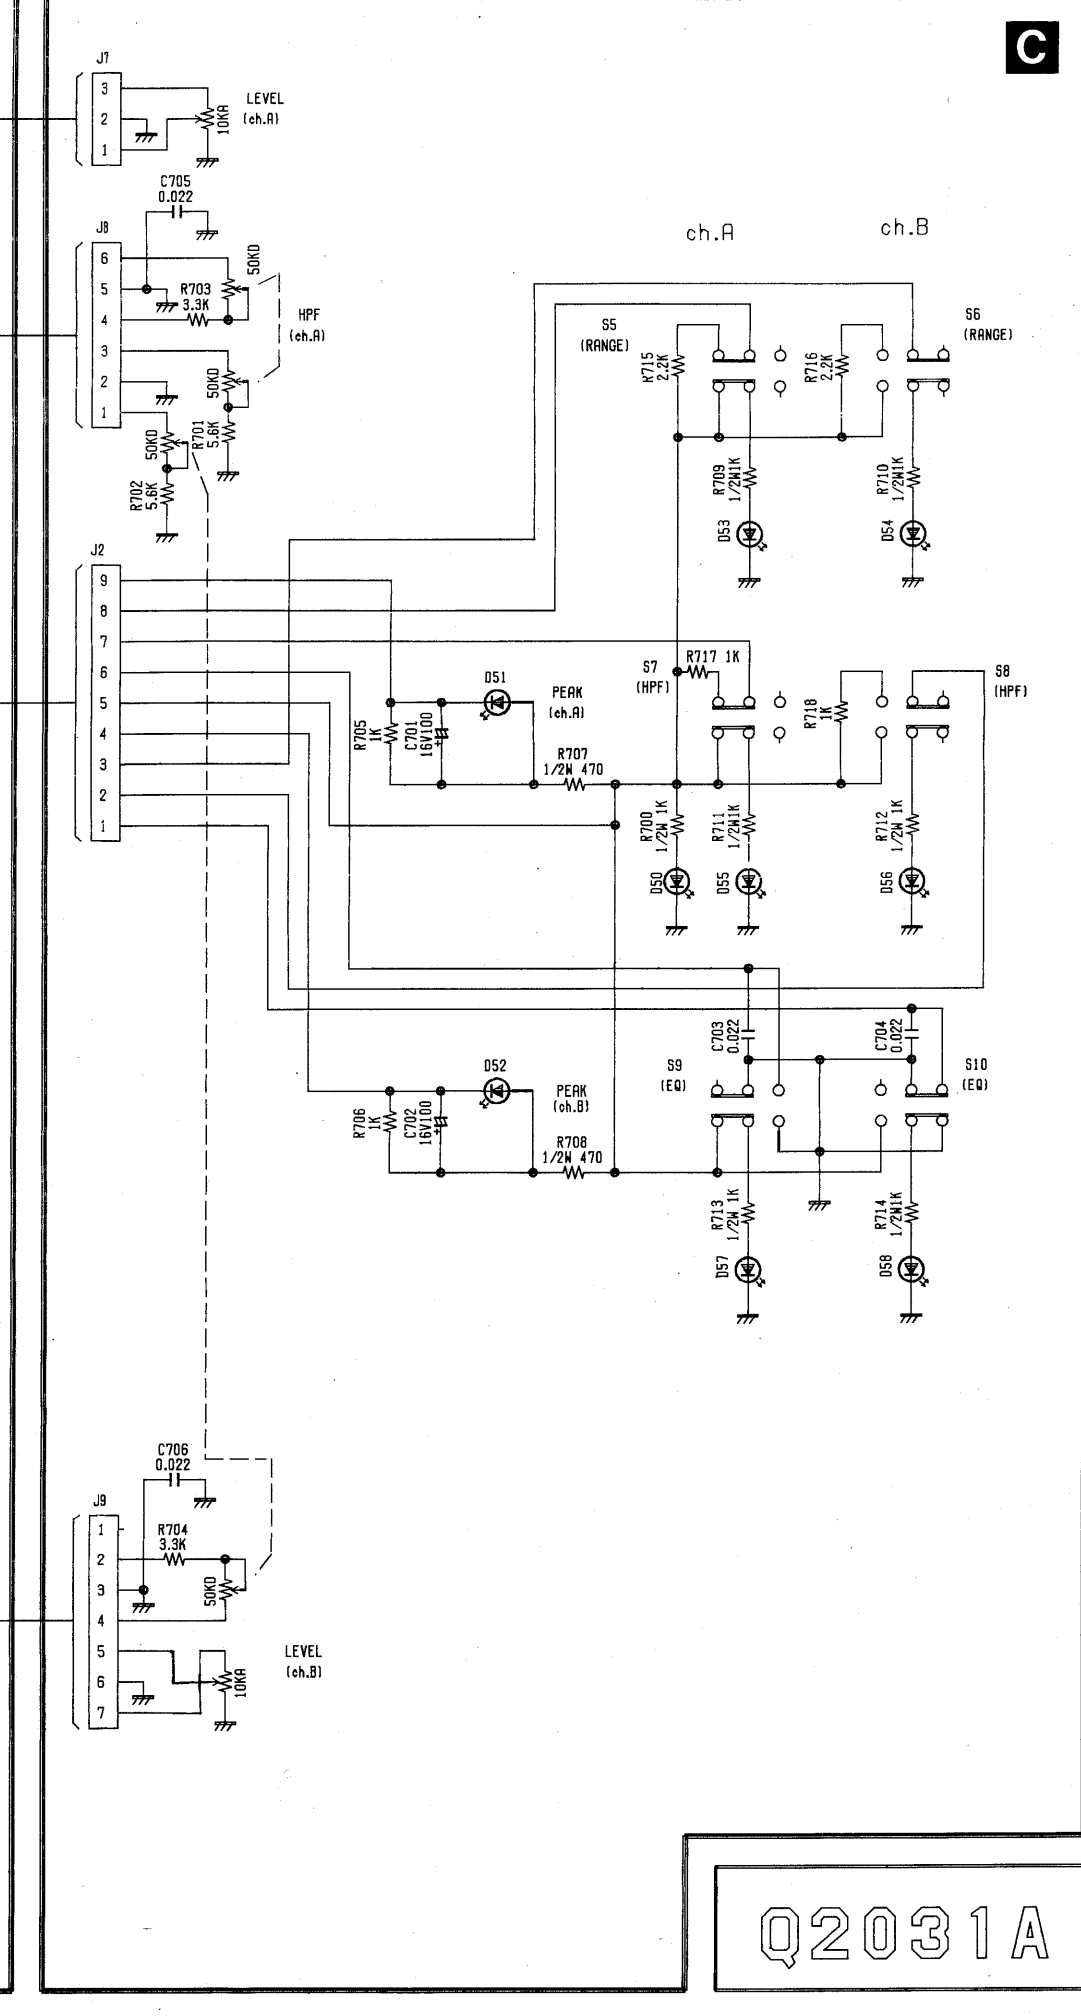 C
J7
3
2
1
10KA
LEVEL
(ch.A)
C705
0.022
J8
6
5
4
3
2
1
50KD
R703
3.3K
HPF
(ch.A)
50KD
R701
5.6K
50KD
R702
5.6K
ch.A
ch.B
S5
(RANGE)
R715
2.2K
R716
2.2K
S6
(RANGE)
R709
1/2W1K
R710
1/2W1K
D53
D54
J2
9
8
7
6
5
4
3
2
1
D51
PEAK
(ch.A)
R705
1K
C701
16V100
+
R707
1/2W 470
S7
(HPF)
R717 1K
R718
1K
S8
(HPF)
R700
1/2W 1K
R711
1/2W1K
R712
1/2W 1K
D50
D55
D56
C703
0.022
C704
0.022
S9
(EQ)
S10
(EQ)
D52
PEAK
(ch.B)
R706
1K
C702
16V100
+
R708
1/2W 470
R713
1/2W 1K
R714
1/2W1K
D57
D58
C706
0.022
J9
1
2
3
4
5
6
7
R704
3.3K
50KD
10KA
LEVEL
(ch.B)
Q2031A